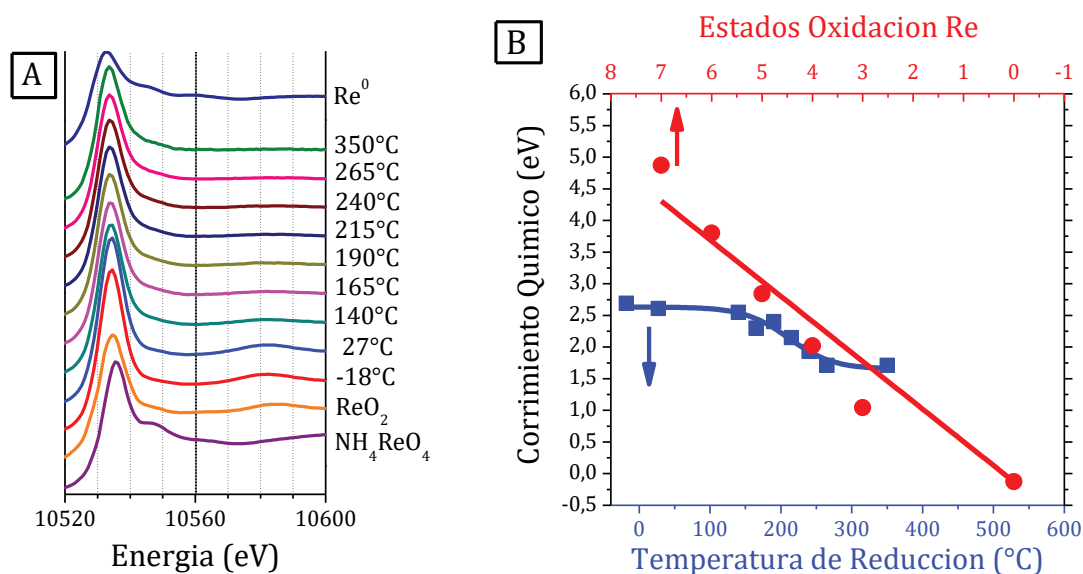 A
Re⁰
350°C
265°C
240°C
215°C
190°C
165°C
140°C
27°C
-18°C
ReO₂
NH₄ReO₄
10520 10560 10600
Energia (eV)
B
Estados Oxidacion Re
8 7 6 5 4 3 2 1 0 -1
Corrimiento Quimico (eV)
6,0
5,5
5,0
4,5
4,0
3,5
3,0
2,5
2,0
1,5
1,0
0,5
0,0
-0,5
0 100 200 300 400 500 600
Temperatura de Reduccion (°C)